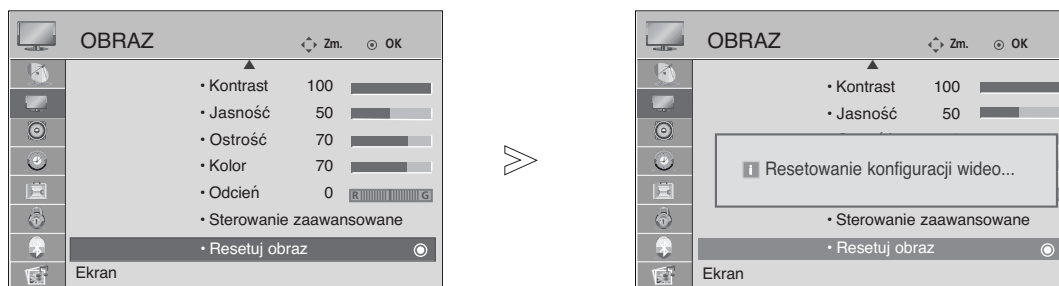 OBRAZ Zm. OK
• Kontrast 100
• Jasność 50
• Ostrość 70
• Kolor 70
• Odcień 0 R G
• Sterowanie zaawansowane
• Resetuj obraz
Ekran
OBRAZ Zm. OK
• Kontrast 100
• Jasność 50
i Resetowanie konfiguracji wideo...
• Sterowanie zaawansowane
• Resetuj obraz
Ekran